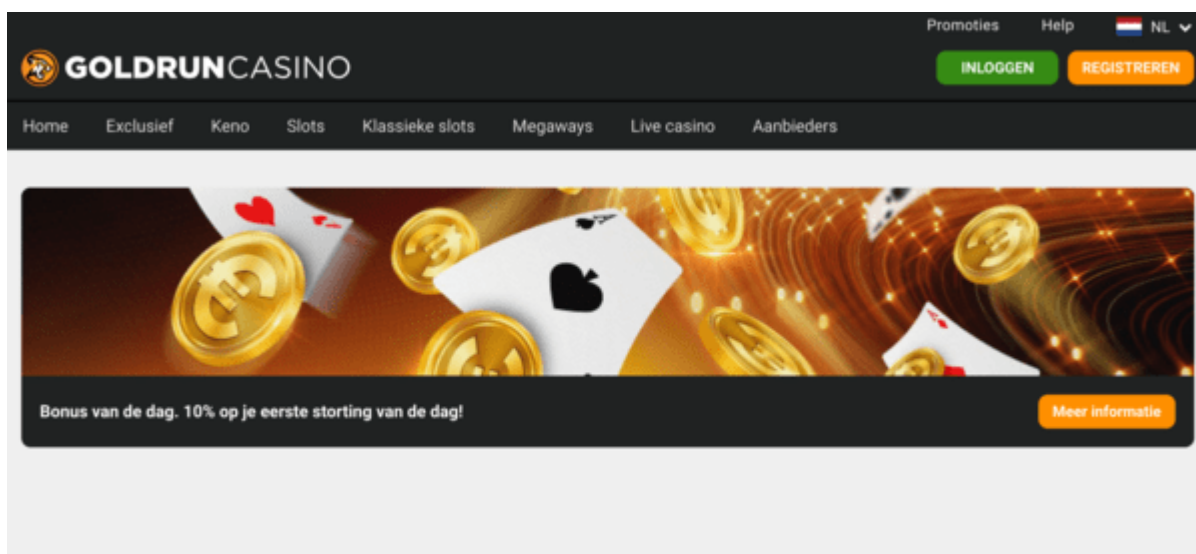 Promoties Help NL
GOLDRUNCASINO
INLOGGEN REGISTREREN
Home Exclusief Keno Slots Klassieke slots Megaways Live casino Aanbieders
Bonus van de dag. 10% op je eerste storting van de dag!
Meer informatie